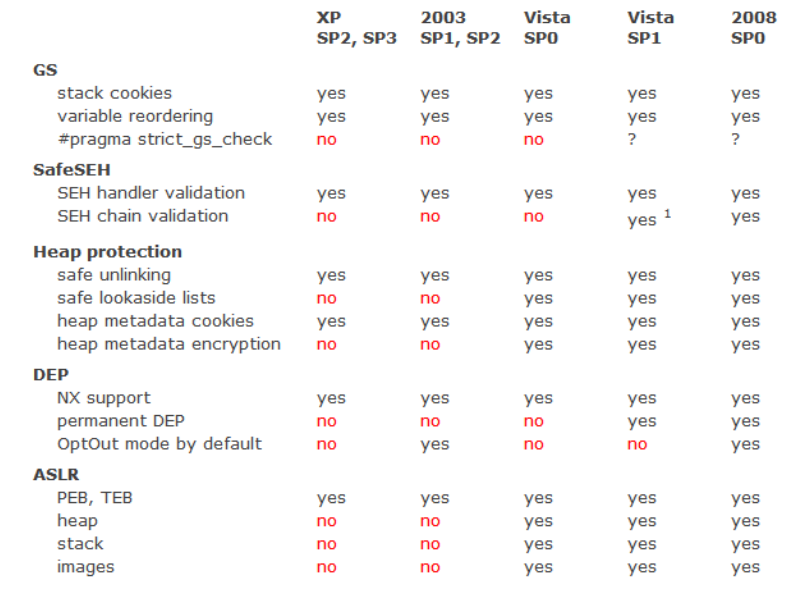 XP 2003 Vista Vista 2008
SP2, SP3 SP1, SP2 SP0 SP1 SP0
GS
stack cookies yes yes yes yes yes
variable reordering yes yes yes yes yes
#pragma strict_gs_check no no no ? ?
SafeSEH
SEH handler validation yes yes yes yes yes
SEH chain validation no no no yes 1 yes
Heap protection
safe unlinking yes yes yes yes yes
safe lookaside lists no no yes yes yes
heap metadata cookies yes yes yes yes yes
heap metadata encryption no no yes yes yes
DEP
NX support yes yes yes yes yes
permanent DEP no no no yes yes
OptOut mode by default no yes no no yes
ASLR
PEB, TEB yes yes yes yes yes
heap no no yes yes yes
stack no no yes yes yes
images no no yes yes yes